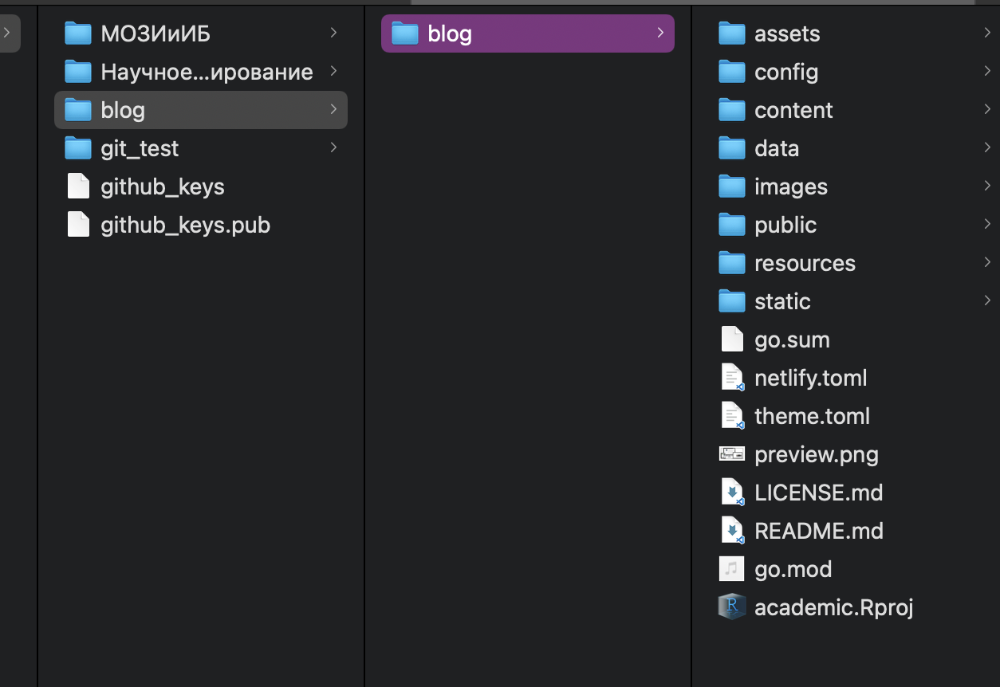 МОЗИиИБ
Научное...ирование
blog
git_test
github_keys
github_keys.pub
blog
assets
config
content
data
images
public
resources
static
go.sum
netlify.toml
theme.toml
preview.png
LICENSE.md
README.md
go.mod
academic.Rproj